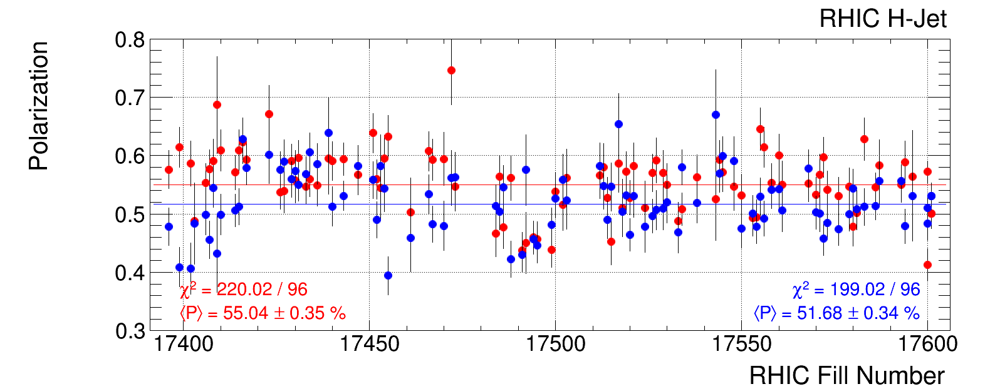 RHIC H-Jet
Polarization
0.8
0.7
0.6
0.5
0.4
0.3
χ² = 220.02 / 96
⟨P⟩ = 55.04 ± 0.35 %
χ² = 199.02 / 96
⟨P⟩ = 51.68 ± 0.34 %
17400 17450 17500 17550 17600
RHIC Fill Number